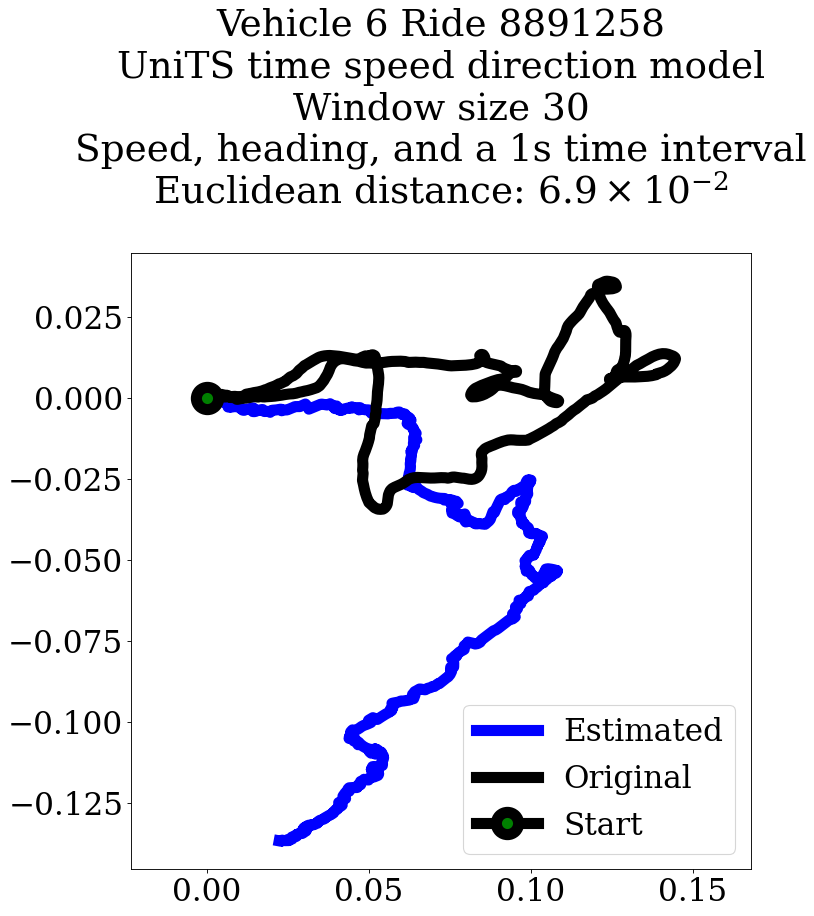 Vehicle 6 Ride 8891258
UniTS time speed direction model
Window size 30
Speed, heading, and a 1s time interval
Euclidean distance: 6.9 × 10⁻²
0.025
0.000
−0.025
−0.050
−0.075
−0.100
−0.125
Estimated
Original
Start
0.00 0.05 0.10 0.15